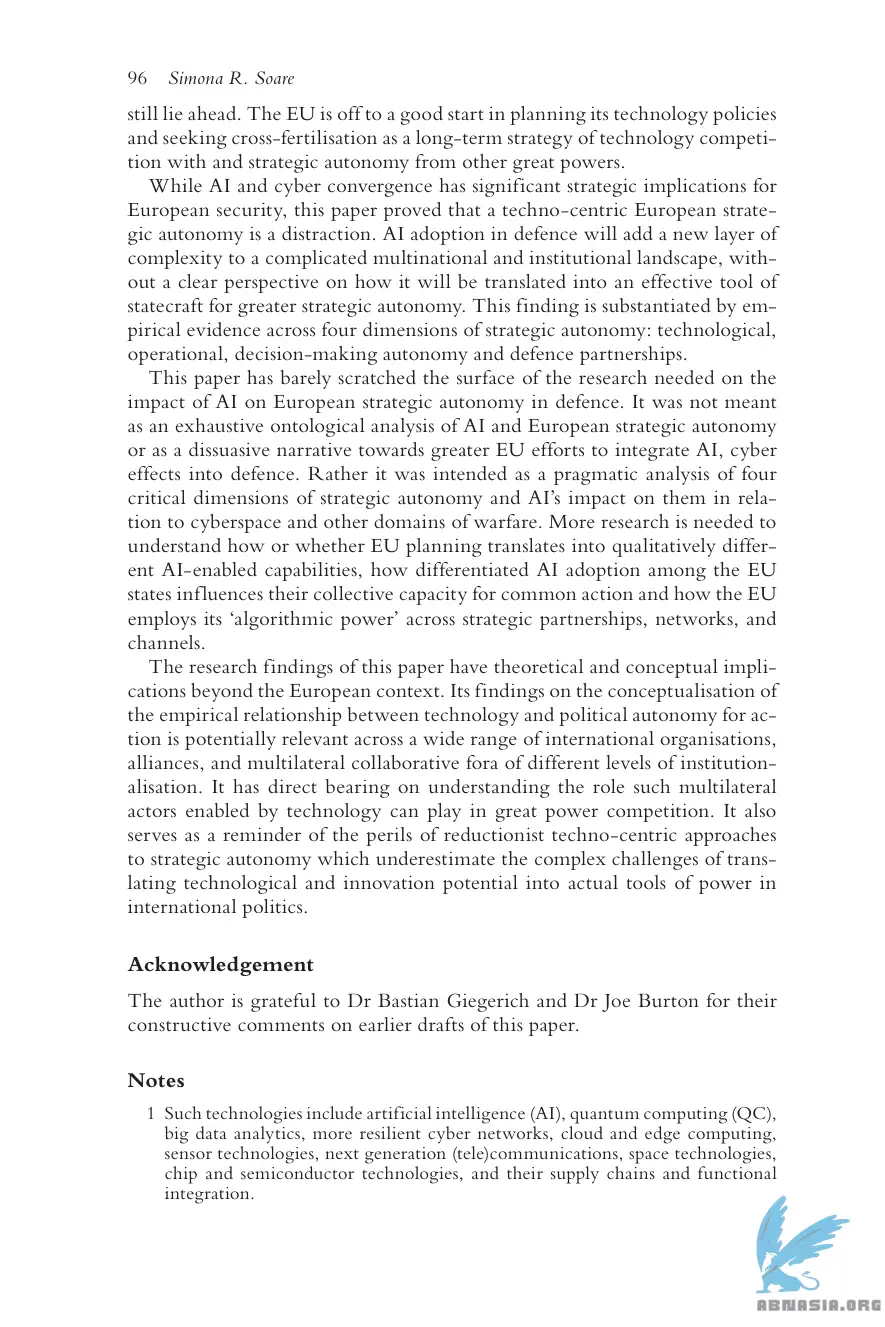 96 Simona R. Soare
still lie ahead. The EU is off to a good start in planning its technology policies
and seeking cross-fertilisation as a long-term strategy of technology competi-
tion with and strategic autonomy from other great powers.
While AI and cyber convergence has significant strategic implications for
European security, this paper proved that a techno-centric European strate-
gic autonomy is a distraction. AI adoption in defence will add a new layer of
complexity to a complicated multinational and institutional landscape, with-
out a clear perspective on how it will be translated into an effective tool of
statecraft for greater strategic autonomy. This finding is substantiated by em-
pirical evidence across four dimensions of strategic autonomy: technological,
operational, decision-making autonomy and defence partnerships.
This paper has barely scratched the surface of the research needed on the
impact of AI on European strategic autonomy in defence. It was not meant
as an exhaustive ontological analysis of AI and European strategic autonomy
or as a dissuasive narrative towards greater EU efforts to integrate AI, cyber
effects into defence. Rather it was intended as a pragmatic analysis of four
critical dimensions of strategic autonomy and AI’s impact on them in rela-
tion to cyberspace and other domains of warfare. More research is needed to
understand how or whether EU planning translates into qualitatively differ-
ent AI-enabled capabilities, how differentiated AI adoption among the EU
states influences their collective capacity for common action and how the EU
employs its ‘algorithmic power’ across strategic partnerships, networks, and
channels.
The research findings of this paper have theoretical and conceptual impli-
cations beyond the European context. Its findings on the conceptualisation of
the empirical relationship between technology and political autonomy for ac-
tion is potentially relevant across a wide range of international organisations,
alliances, and multilateral collaborative fora of different levels of institution-
alisation. It has direct bearing on understanding the role such multilateral
actors enabled by technology can play in great power competition. It also
serves as a reminder of the perils of reductionist techno-centric approaches
to strategic autonomy which underestimate the complex challenges of trans-
lating technological and innovation potential into actual tools of power in
international politics.
Acknowledgement
The author is grateful to Dr Bastian Giegerich and Dr Joe Burton for their
constructive comments on earlier drafts of this paper.
Notes
1 Such technologies include artificial intelligence (AI), quantum computing (QC),
big data analytics, more resilient cyber networks, cloud and edge computing,
sensor technologies, next generation (tele)communications, space technologies,
chip and semiconductor technologies, and their supply chains and functional
integration.
ABNASIA.ORG